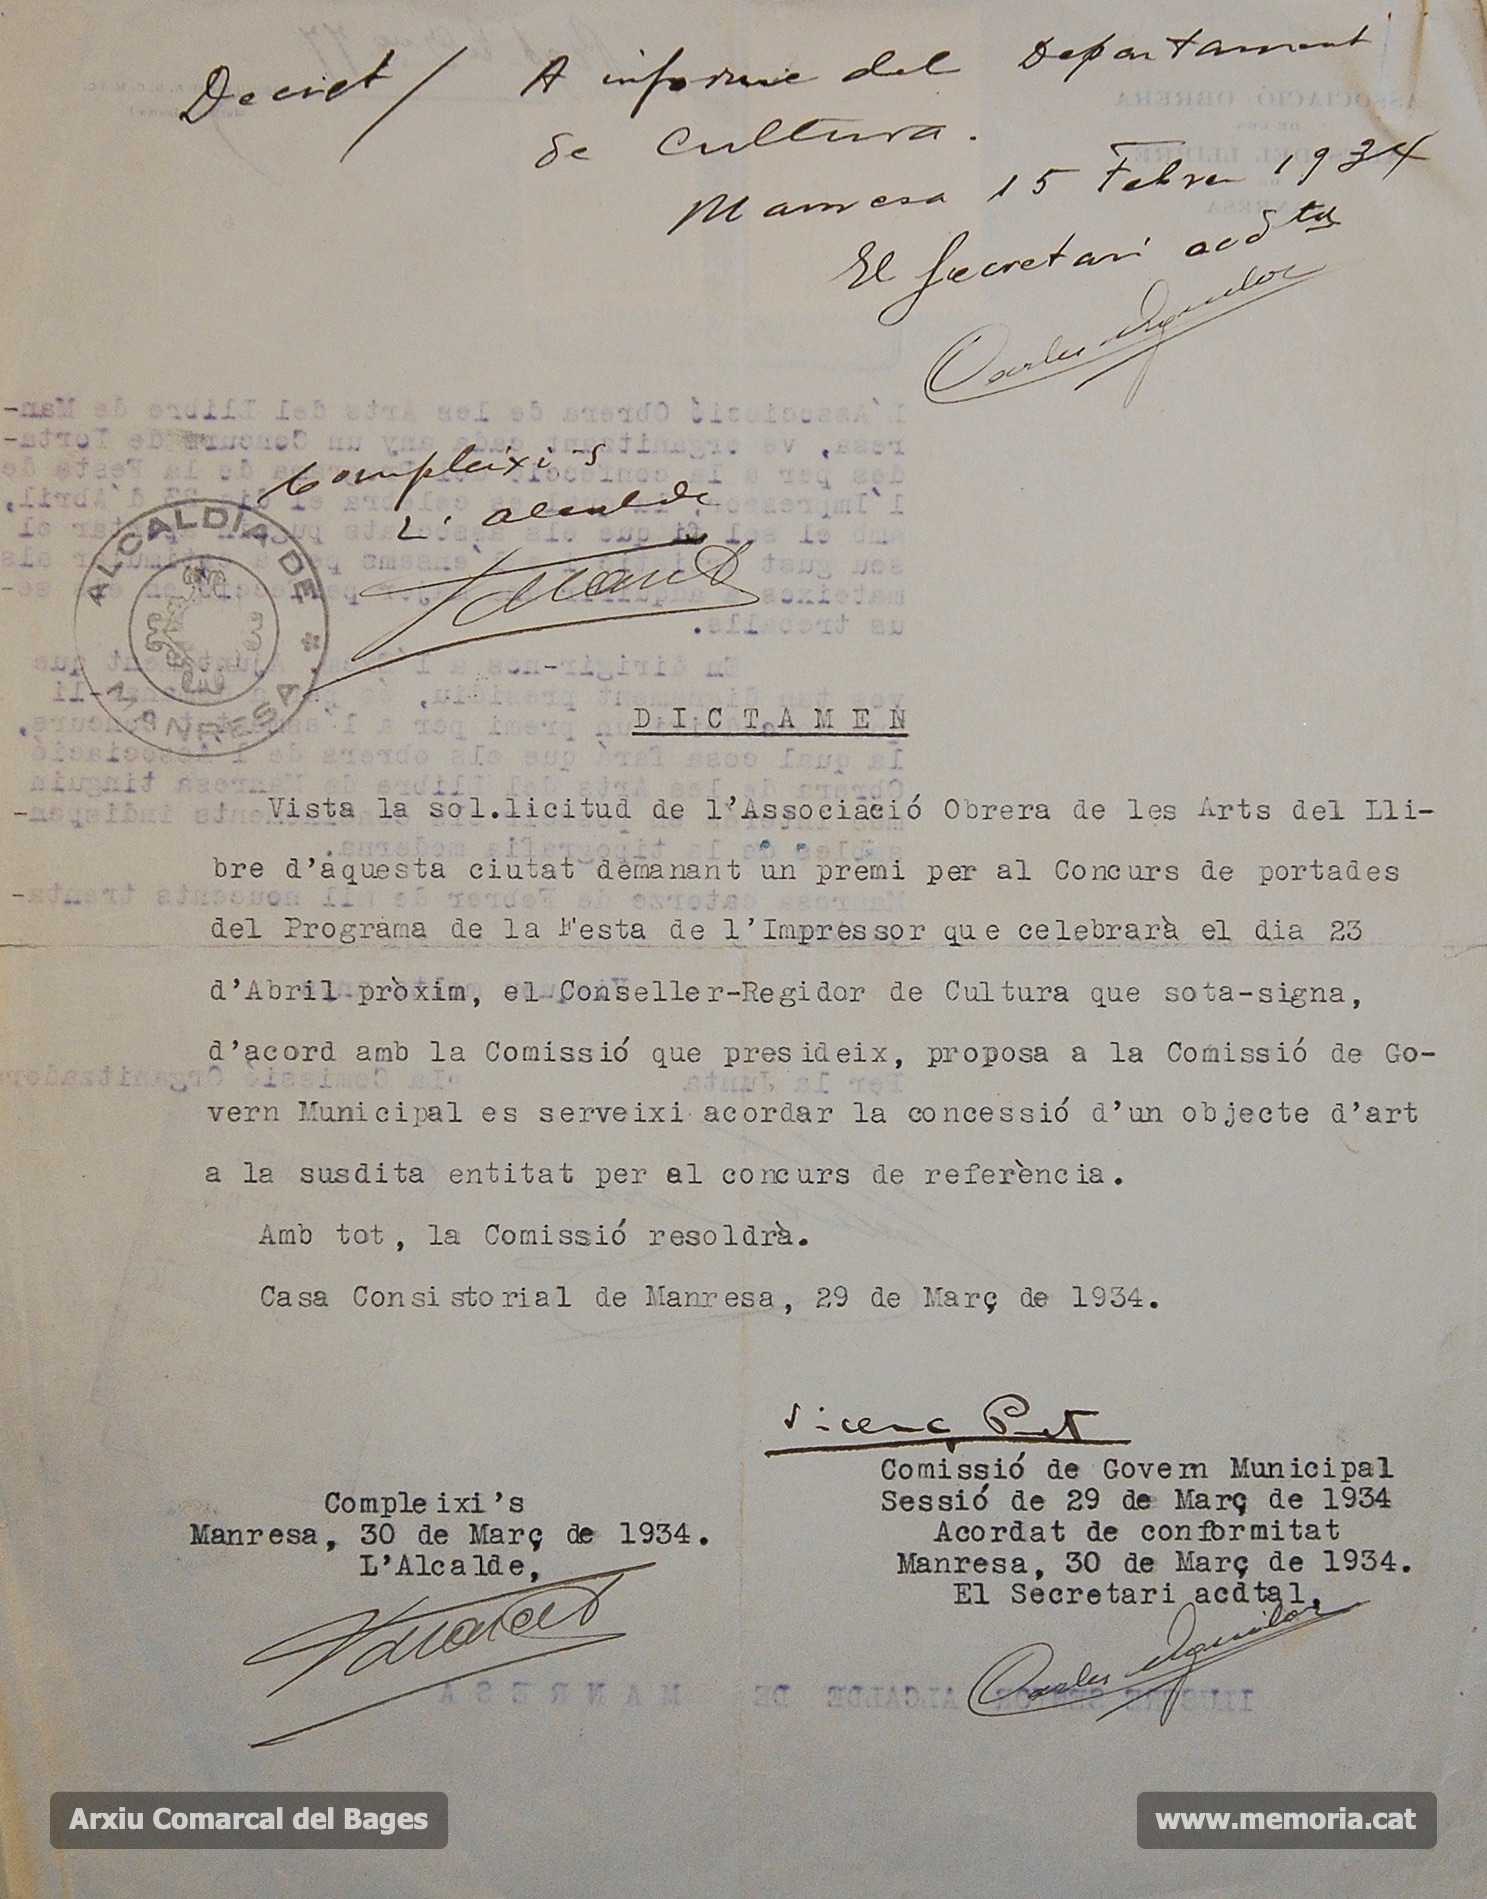 Decret / A informe del Departament
de Cultura.
Manresa 15 Febrer 1934
El Secretari acdtal
Carles Aguilar
Compleixi's
L'alcalde
ALCALDIA DE MANRESA *
DICTAMEN
Vista la sol.licitud de l'Associació Obrera de les Arts del Lli-
bre d'aquesta ciutat demanant un premi per al Concurs de portades
del Programa de la Festa de l'Impressor que celebrarà el dia 23
d'Abril pròxim, el Conseller-Regidor de Cultura que sota-signa,
d'acord amb la Comissió que presideix, proposa a la Comissió de Go-
vern Municipal es serveixi acordar la concessió d'un objecte d'art
a la susdita entitat per al concurs de referència.
Amb tot, la Comissió resoldrà.
Casa Consistorial de Manresa, 29 de Març de 1934.
Vicenç Prat
Comissió de Govern Municipal
Sessió de 29 de Març de 1934
Acordat de conformitat
Manresa, 30 de Març de 1934.
El Secretari acdtal,
Carles Aguilar
Compleixi's
Manresa, 30 de Març de 1934.
L'Alcalde,
Arxiu Comarcal del Bages
www.memoria.cat